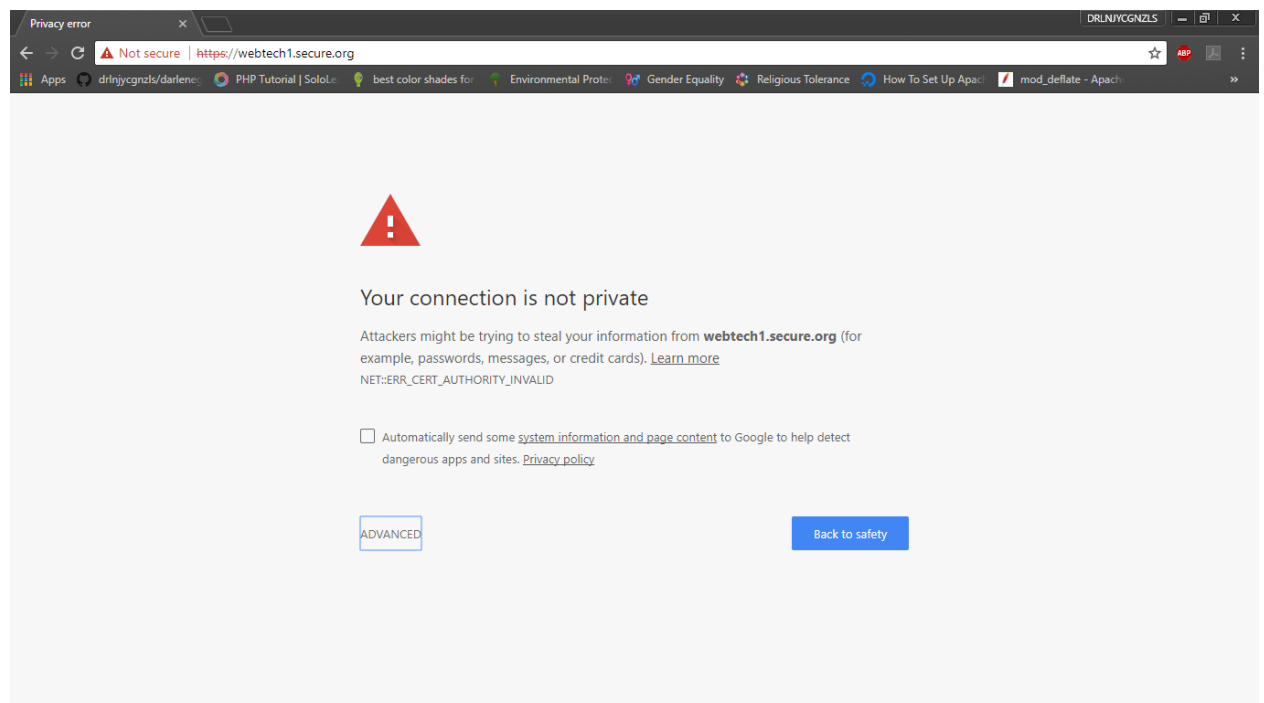 Privacy error
DRLNJYCGNZLS
Not secure https://webtech1.secure.org
ABP
Apps drlnjycgnzls/darleneg PHP Tutorial | SoloLe best color shades for Environmental Protec Gender Equality Religious Tolerance How To Set Up Apach mod_deflate - Apach »
Your connection is not private
Attackers might be trying to steal your information from webtech1.secure.org (for
example, passwords, messages, or credit cards). Learn more
NET::ERR_CERT_AUTHORITY_INVALID
Automatically send some system information and page content to Google to help detect
dangerous apps and sites. Privacy policy
ADVANCED Back to safety